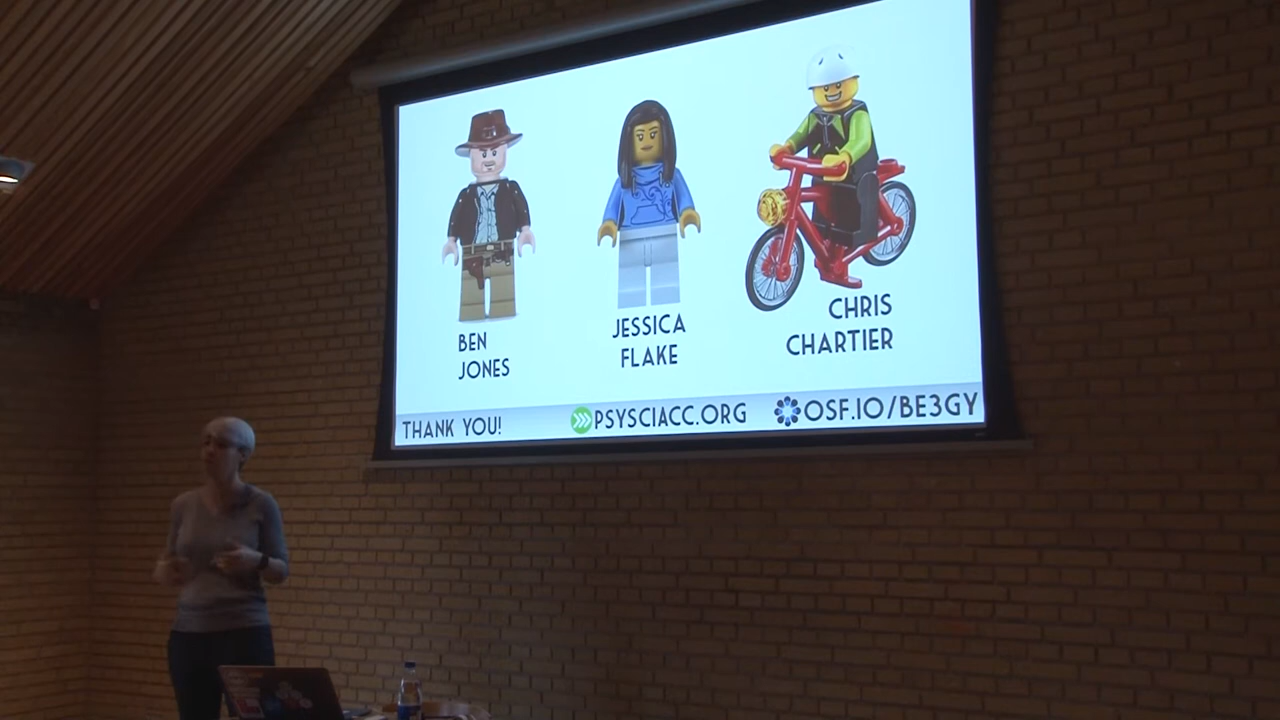 BEN
JONES
JESSICA
FLAKE
CHRIS
CHARTIER
THANK YOU!
PSYSCIACC.ORG
OSF.IO/BE3GY